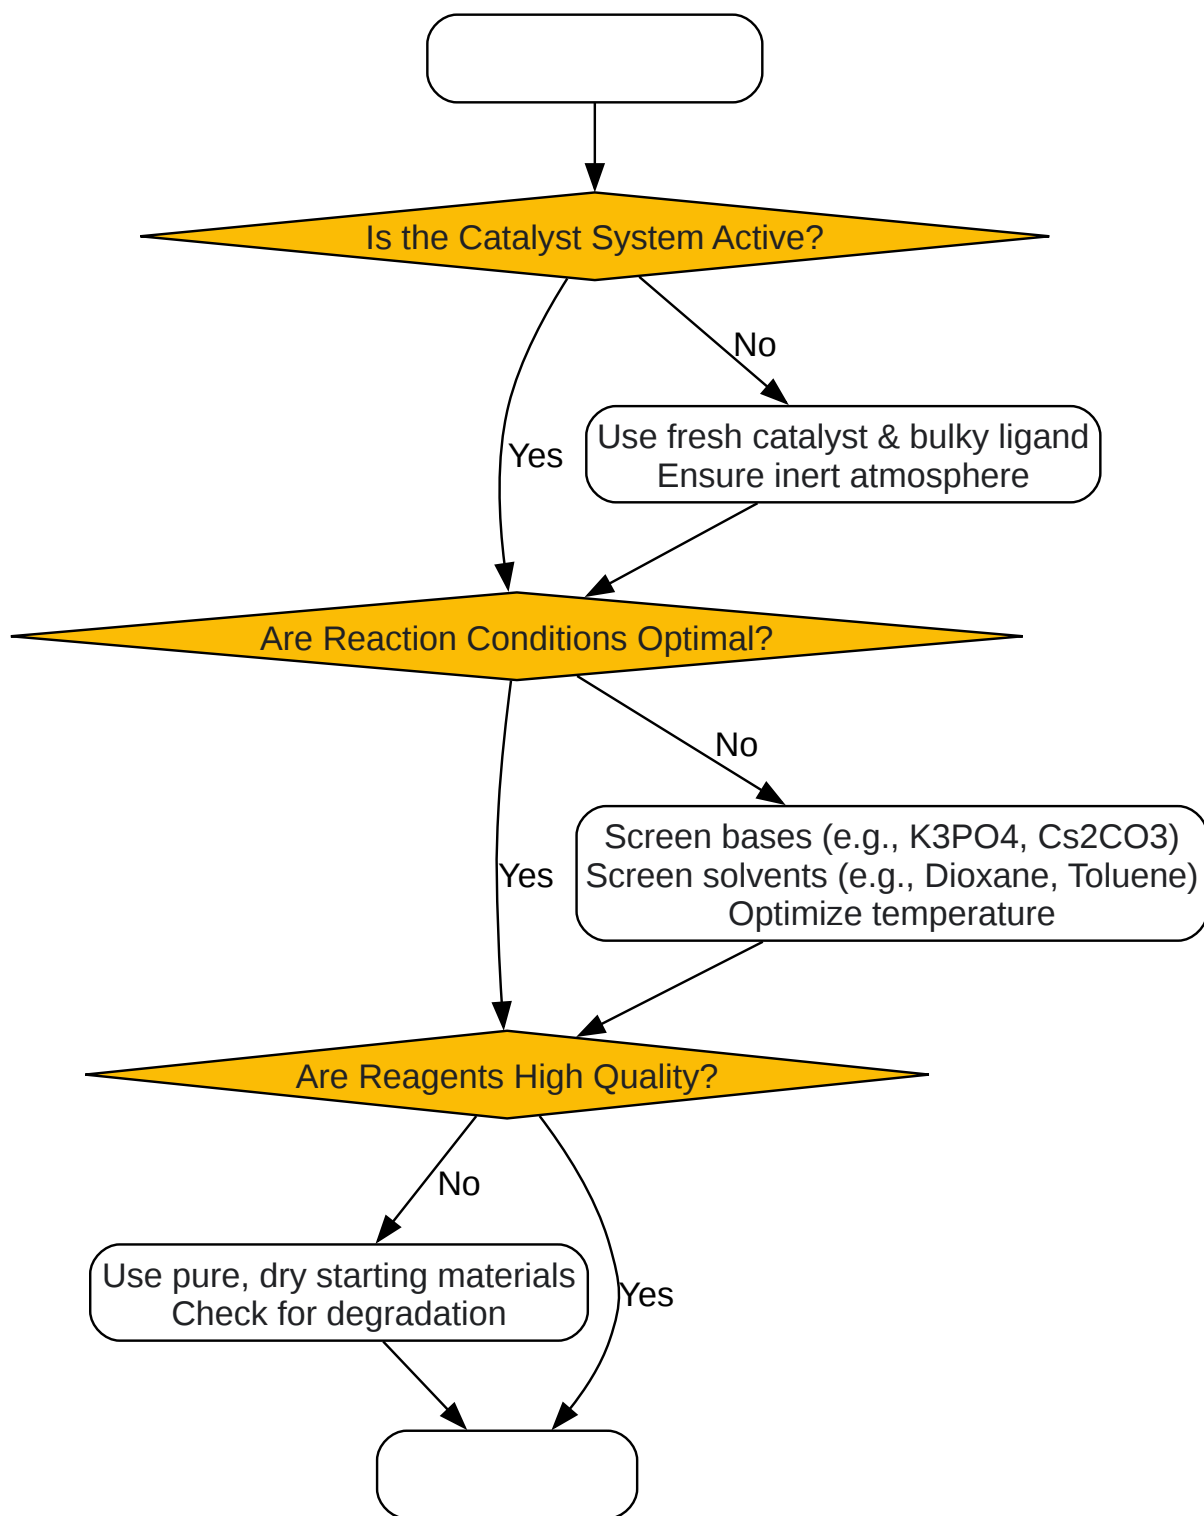 Is the Catalyst System Active?
No
Yes
Use fresh catalyst & bulky ligand
Ensure inert atmosphere
Are Reaction Conditions Optimal?
No
Yes
Screen bases (e.g., K3PO4, Cs2CO3)
Screen solvents (e.g., Dioxane, Toluene)
Optimize temperature
Are Reagents High Quality?
No
Yes
Use pure, dry starting materials
Check for degradation